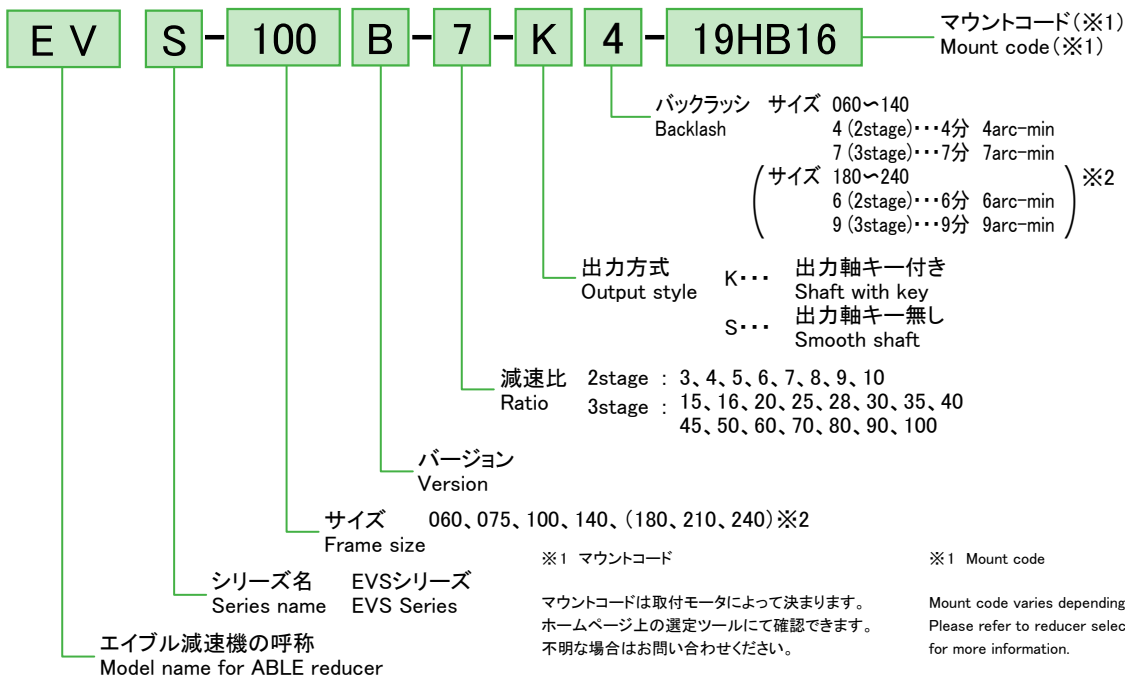 EV S - 100 B - 7 - K 4 - 19HB16
マウントコード(※1)
Mount code(※1)
バックラッシ サイズ 060~140
Backlash 4 (2stage)・・・4分 4arc-min
7 (3stage)・・・7分 7arc-min
サイズ 180~240 ※2
6 (2stage)・・・6分 6arc-min
9 (3stage)・・・9分 9arc-min
出力方式
Output style
K・・・ 出力軸キー付き
Shaft with key
S・・・ 出力軸キー無し
Smooth shaft
減速比 2stage : 3、4、5、6、7、8、9、10
Ratio 3stage : 15、16、20、25、28、30、35、40
45、50、60、70、80、90、100
バージョン
Version
サイズ 060、075、100、140、(180、210、240)※2
Frame size
シリーズ名 EVSシリーズ
Series name EVS Series
エイブル減速機の呼称
Model name for ABLE reducer
※1 マウントコード
マウントコードは取付モータによって決まります。
ホームページ上の選定ツールにて確認できます。
不明な場合はお問い合わせください。
※1 Mount code
Mount code varies depending
Please refer to reducer selec
for more information.